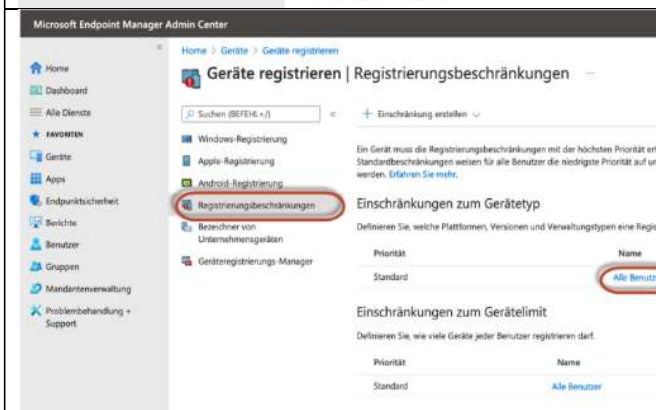 Microsoft Endpoint Manager Admin Center
«
Home
Dashboard
Alle Dienste
FAVORITEN
Geräte
Apps
Endpunktsicherheit
Berichte
Benutzer
Gruppen
Mandantenverwaltung
Problembehandlung +
Support
Home > Geräte > Geräte registrieren
Geräte registrieren | Registrierungsbeschränkungen ...
Suchen (BEFEHL+/) «
Windows-Registrierung
Apple-Registrierung
Android-Registrierung
Registrierungsbeschränkungen
Bezeichner von
Unternehmensgeräten
Geräteregistrierungs-Manager
+ Einschränkung erstellen
Ein Gerät muss die Registrierungsbeschränkungen mit der höchsten Priorität erf
Standardbeschränkungen weisen für alle Benutzer die niedrigste Priorität auf un
werden. Erfahren Sie mehr.
Einschränkungen zum Gerätetyp
Definieren Sie, welche Plattformen, Versionen und Verwaltungstypen eine Regis
Priorität Name
Standard Alle Benutz
Einschränkungen zum Gerätelimit
Definieren Sie, wie viele Geräte jeder Benutzer registrieren darf.
Priorität Name
Standard Alle Benutzer